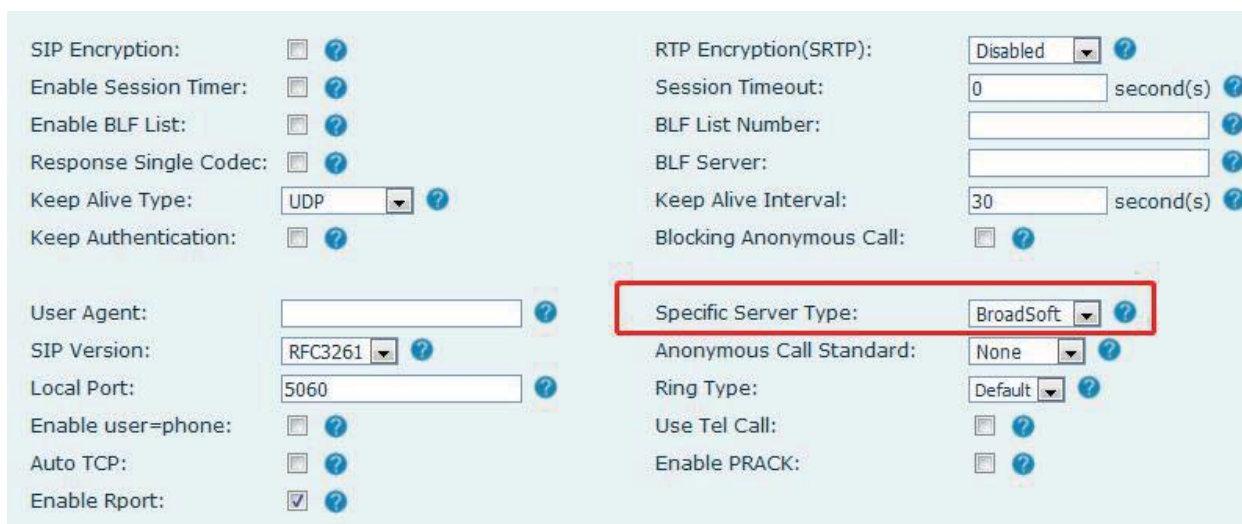 SIP Encryption: RTP Encryption(SRTP): Disabled
Enable Session Timer: Session Timeout: 0 second(s)
Enable BLF List: BLF List Number:
Response Single Codec: BLF Server:
Keep Alive Type: UDP Keep Alive Interval: 30 second(s)
Keep Authentication: Blocking Anonymous Call:
User Agent: Specific Server Type: BroadSoft
SIP Version: RFC3261 Anonymous Call Standard: None
Local Port: 5060 Ring Type: Default
Enable user=phone: Use Tel Call:
Auto TCP: Enable PRACK:
Enable Rport: